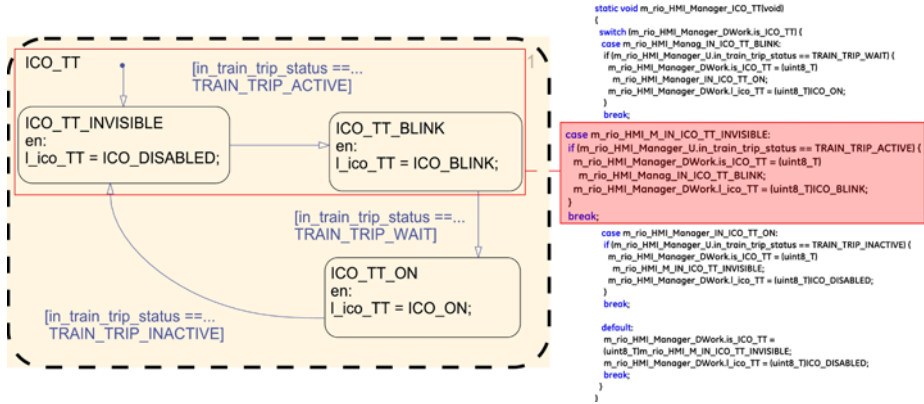 ICO_TT
1
[in_train_trip_status ==...
TRAIN_TRIP_ACTIVE]
ICO_TT_INVISIBLE
en:
l_ico_TT = ICO_DISABLED;
ICO_TT_BLINK
en:
l_ico_TT = ICO_BLINK;
[in_train_trip_status ==...
TRAIN_TRIP_WAIT]
ICO_TT_ON
en:
l_ico_TT = ICO_ON;
[in_train_trip_status ==...
TRAIN_TRIP_INACTIVE]
static void m_rio_HMI_Manager_ICO_TT(void)
{
switch (m_rio_HMI_Manager_DWork.is_ICO_TT) {
case m_rio_HMI_Manag_IN_ICO_TT_BLINK:
if (m_rio_HMI_Manager_U.in_train_trip_status == TRAIN_TRIP_WAIT) {
m_rio_HMI_Manager_DWork.is_ICO_TT = (uint8_T)
m_rio_HMI_Manager_IN_ICO_TT_ON;
m_rio_HMI_Manager_DWork.l_ico_TT = (uint8_T)ICO_ON;
}
break;
case m_rio_HMI_M_IN_ICO_TT_INVISIBLE:
if (m_rio_HMI_Manager_U.in_train_trip_status == TRAIN_TRIP_ACTIVE) {
m_rio_HMI_Manager_DWork.is_ICO_TT = (uint8_T)
m_rio_HMI_Manag_IN_ICO_TT_BLINK;
m_rio_HMI_Manager_DWork.l_ico_TT = (uint8_T)ICO_BLINK;
}
break;
case m_rio_HMI_Manager_IN_ICO_TT_ON:
if (m_rio_HMI_Manager_U.in_train_trip_status == TRAIN_TRIP_INACTIVE) {
m_rio_HMI_Manager_DWork.is_ICO_TT = (uint8_T)
m_rio_HMI_M_IN_ICO_TT_INVISIBLE;
m_rio_HMI_Manager_DWork.l_ico_TT = (uint8_T)ICO_DISABLED;
}
break;
default:
m_rio_HMI_Manager_DWork.is_ICO_TT =
(uint8_T)m_rio_HMI_M_IN_ICO_TT_INVISIBLE;
m_rio_HMI_Manager_DWork.l_ico_TT = (uint8_T)ICO_DISABLED;
break;
}
}